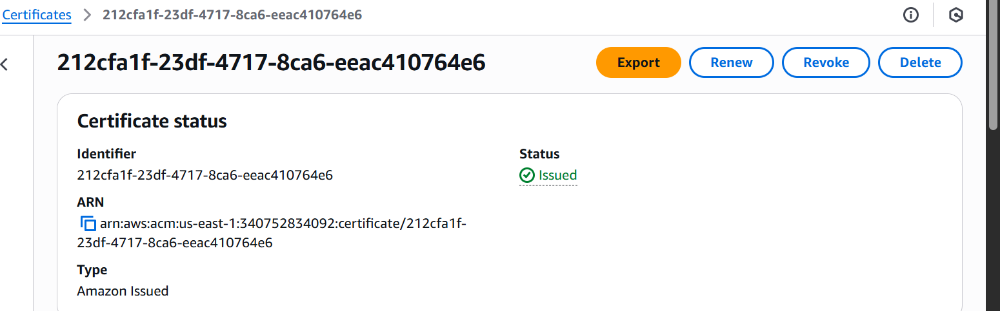 Certificates > 212cfa1f-23df-4717-8ca6-eeac410764e6
212cfa1f-23df-4717-8ca6-eeac410764e6
Export
Renew
Revoke
Delete
Certificate status
Identifier
212cfa1f-23df-4717-8ca6-eeac410764e6
Status
Issued
ARN
arn:aws:acm:us-east-1:340752834092:certificate/212cfa1f-
23df-4717-8ca6-eeac410764e6
Type
Amazon Issued